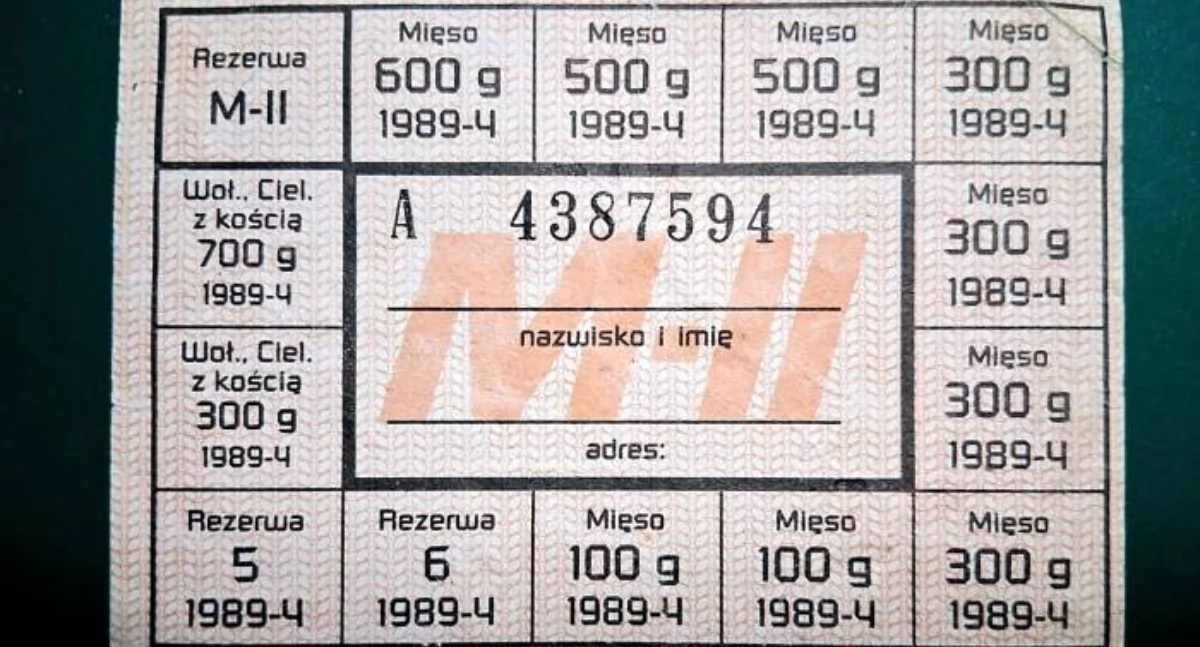 Rezerwa
M-II
Mięso
600 g
1989-4
Mięso
500 g
1989-4
Mięso
500 g
1989-4
Mięso
300 g
1989-4
Woł., Ciel.
z kością
700 g
1989-4
A 4387594
M-II
nazwisko i imię
adres:
Mięso
300 g
1989-4
Woł., Ciel.
z kością
300 g
1989-4
Mięso
300 g
1989-4
Rezerwa
5
1989-4
Rezerwa
6
1989-4
Mięso
100 g
1989-4
Mięso
100 g
1989-4
Mięso
300 g
1989-4